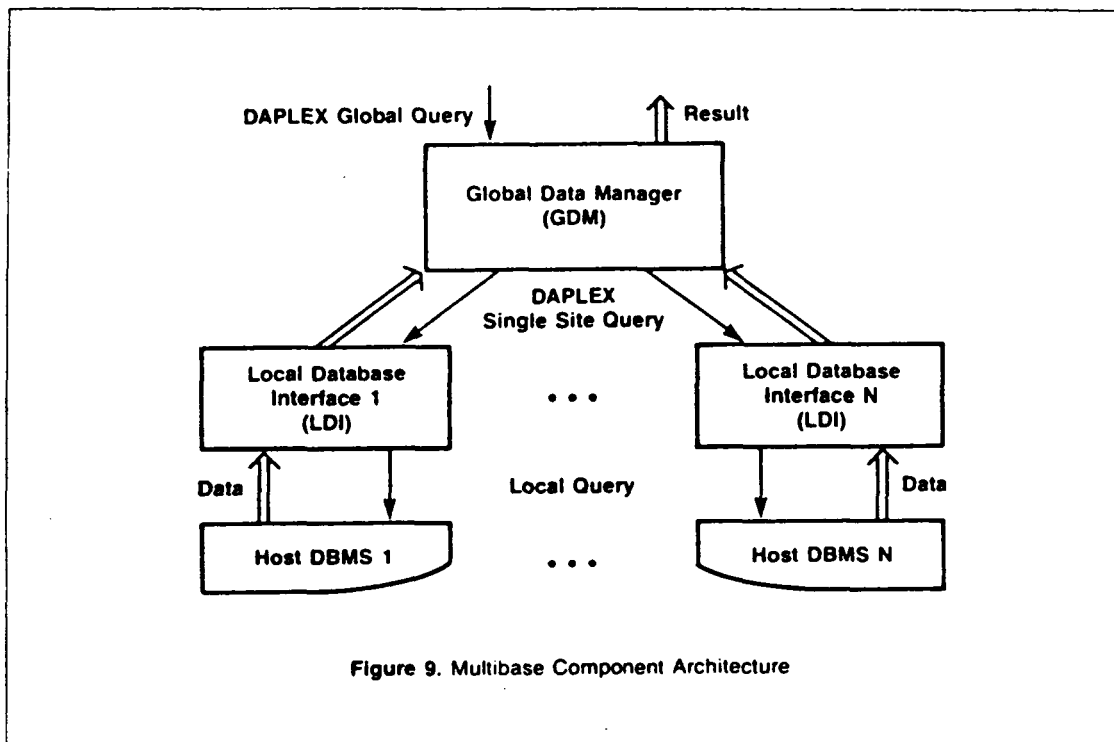 DAPLEX Global Query
Result
Global Data Manager
(GDM)
DAPLEX
Single Site Query
Local Database
Interface 1
(LDI)
• • •
Local Database
Interface N
(LDI)
Data
Local Query
Data
Host DBMS 1
• • •
Host DBMS N
Figure 9. Multibase Component Architecture